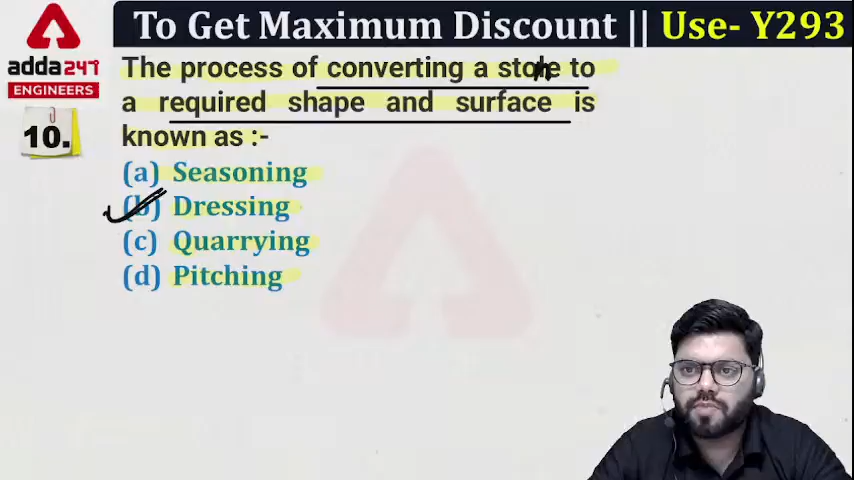 To Get Maximum Discount || Use- Y293
adda247
ENGINEERS
10.
The process of converting a stone to
a required shape and surface is
known as :-
(a) Seasoning
(b) Dressing
(c) Quarrying
(d) Pitching